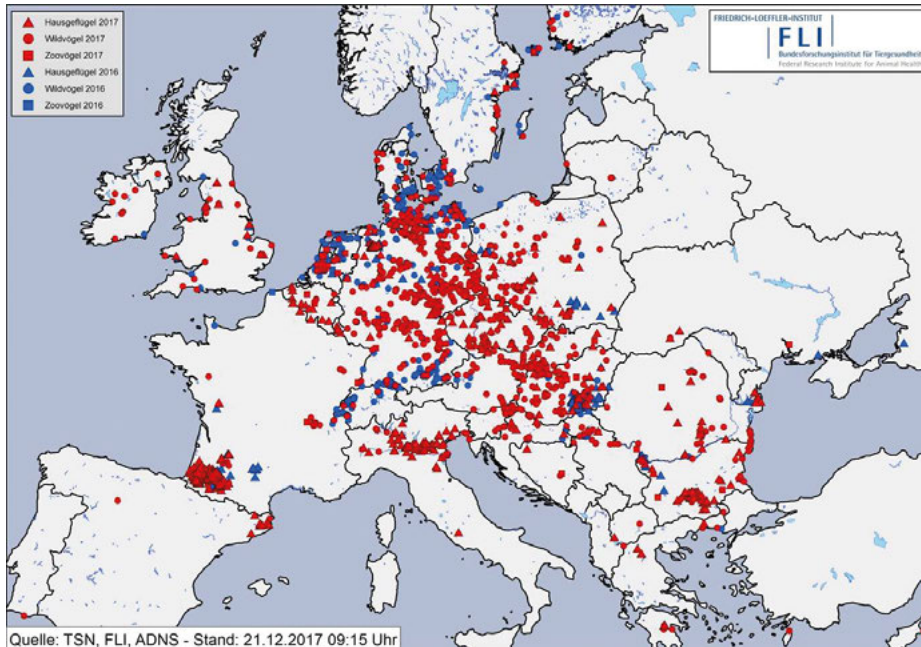 Hausgeflügel 2017
Wildvögel 2017
Zoovögel 2017
Hausgeflügel 2016
Wildvögel 2016
Zoovögel 2016
FRIEDRICH-LOEFFLER-INSTITUT
FLI
Bundesforschungsinstitut für Tiergesundheit
Federal Research Institute for Animal Health
Quelle: TSN, FLI, ADNS - Stand: 21.12.2017 09:15 Uhr